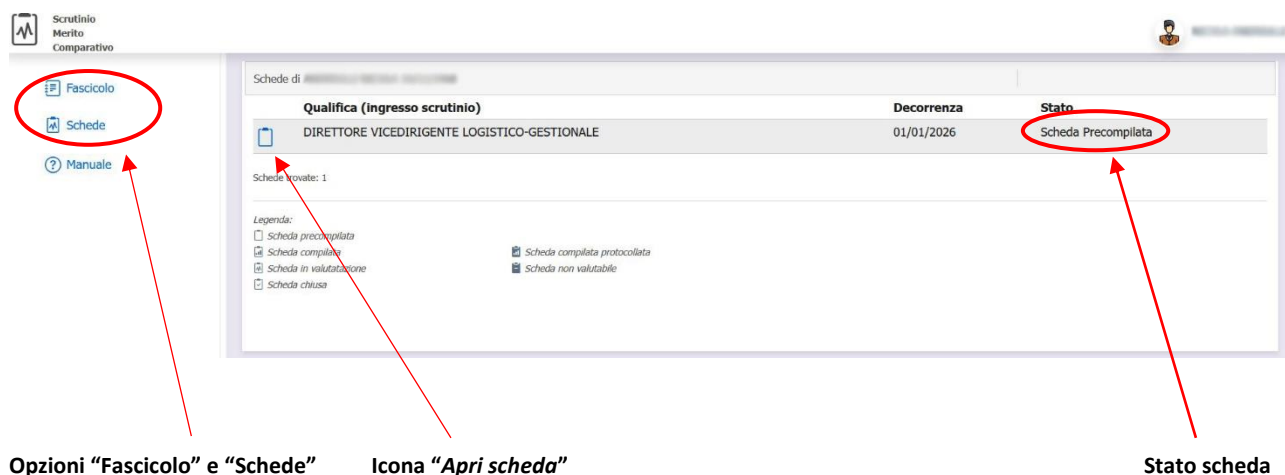 Scrutinio
Merito
Comparativo
Fascicolo
Schede
Manuale
Schede di
Qualifica (ingresso scrutinio) Decorrenza Stato
DIRETTORE VICEDIRIGENTE LOGISTICO-GESTIONALE 01/01/2026 Scheda Precompilata
Schede trovate: 1
Legenda:
Scheda precompilata
Scheda compilata Scheda compilata protocollata
Scheda in valutatazione Scheda non valutabile
Scheda chiusa
Opzioni “Fascicolo” e “Schede” Icona “Apri scheda” Stato scheda